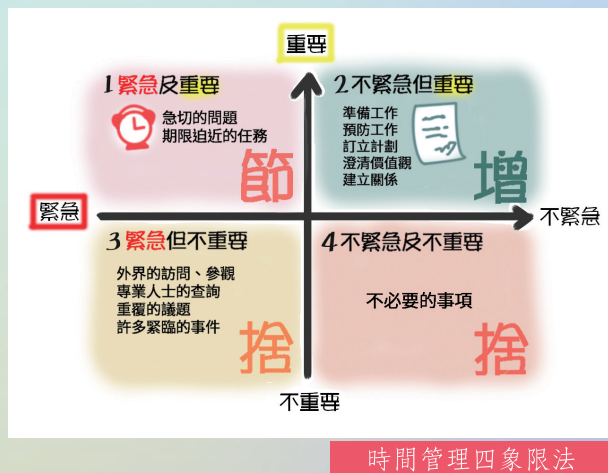 重要
1 緊急及重要
急切的問題
期限迫近的任務
節
2 不緊急但重要
準備工作
預防工作
訂立計劃
澄清價值觀
建立關係
增
緊急
不緊急
3 緊急但不重要
外界的訪問、參觀
專業人士的查詢
重覆的議題
許多緊臨的事件
捨
4 不緊急及不重要
不必要的事項
捨
不重要
時間管理四象限法